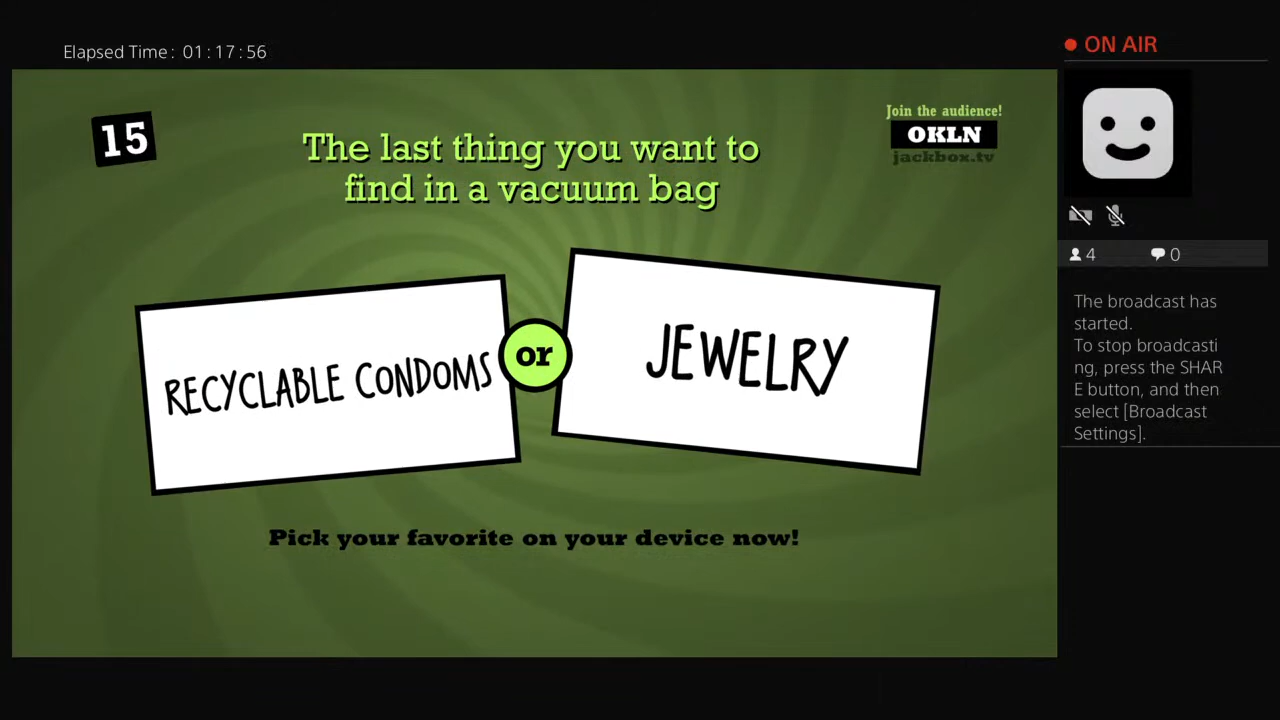 Elapsed Time: 01:17:56
ON AIR
15
The last thing you want to
find in a vacuum bag
Join the audience!
OKLN
jackbox.tv
RECYCLABLE CONDOMS
or
JEWELRY
Pick your favorite on your device now!
4
0
The broadcast has
started.
To stop broadcasti
ng, press the SHAR
E button, and then
select [Broadcast
Settings].